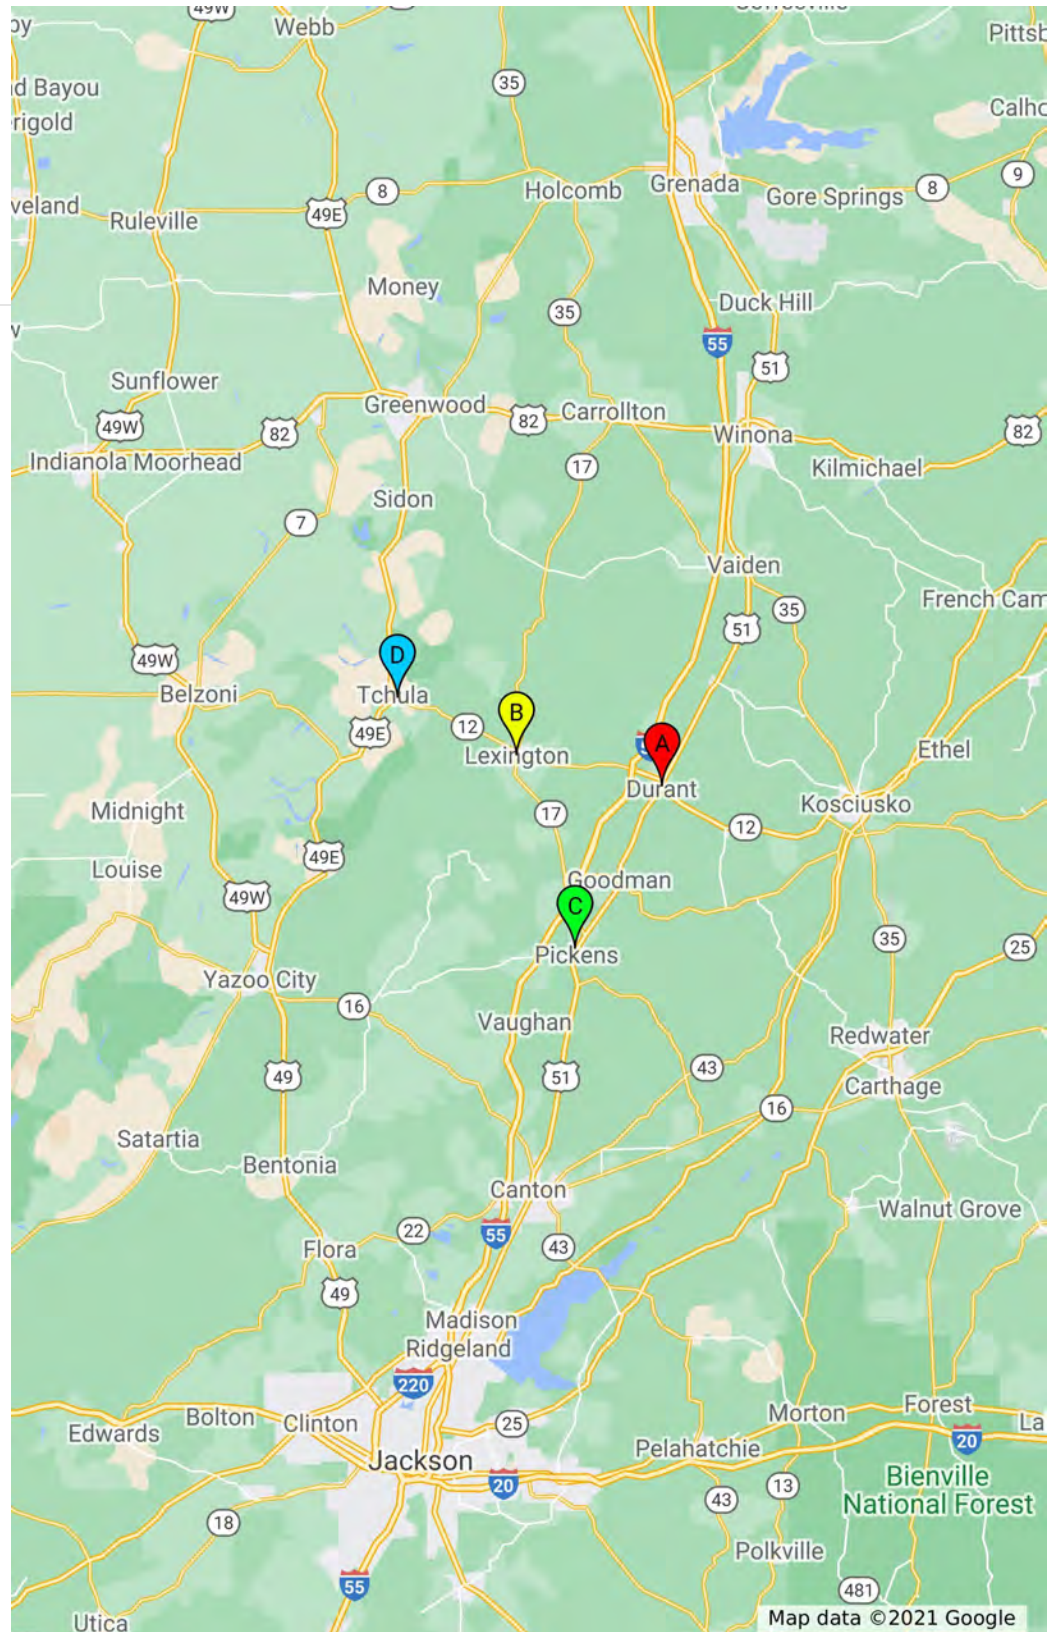 49W
Webb
Pittsb
35
Calho
rigold
8
Holcomb
Grenada
8
9
Gore Springs
veland
Ruleville
49E
Money
Duck Hill
35
55
51
Sunflower
49W
82
Greenwood
82
Carrollton
Winona
82
Indianola Moorhead
17
Kilmichael
Sidon
7
Vaiden
35
French Cam
51
49W
D
Belzoni
Tchula
B
12
49E
A
Lexington
Ethel
Durant
Midnight
17
12
Kosciusko
49E
Louise
Goodman
49W
C
35
25
Pickens
Yazoo City
16
Vaughan
Redwater
49
51
43
Carthage
16
Satartia
Bentonia
Canton
Walnut Grove
22
55
43
Flora
49
Madison
Ridgeland
220
Bolton
Clinton
25
Morton
Forest
La
Edwards
Pelahatchie
20
Jackson
20
13
Bienville
National Forest
43
18
Polkville
55
481
Utica
Map data ©2021 Google